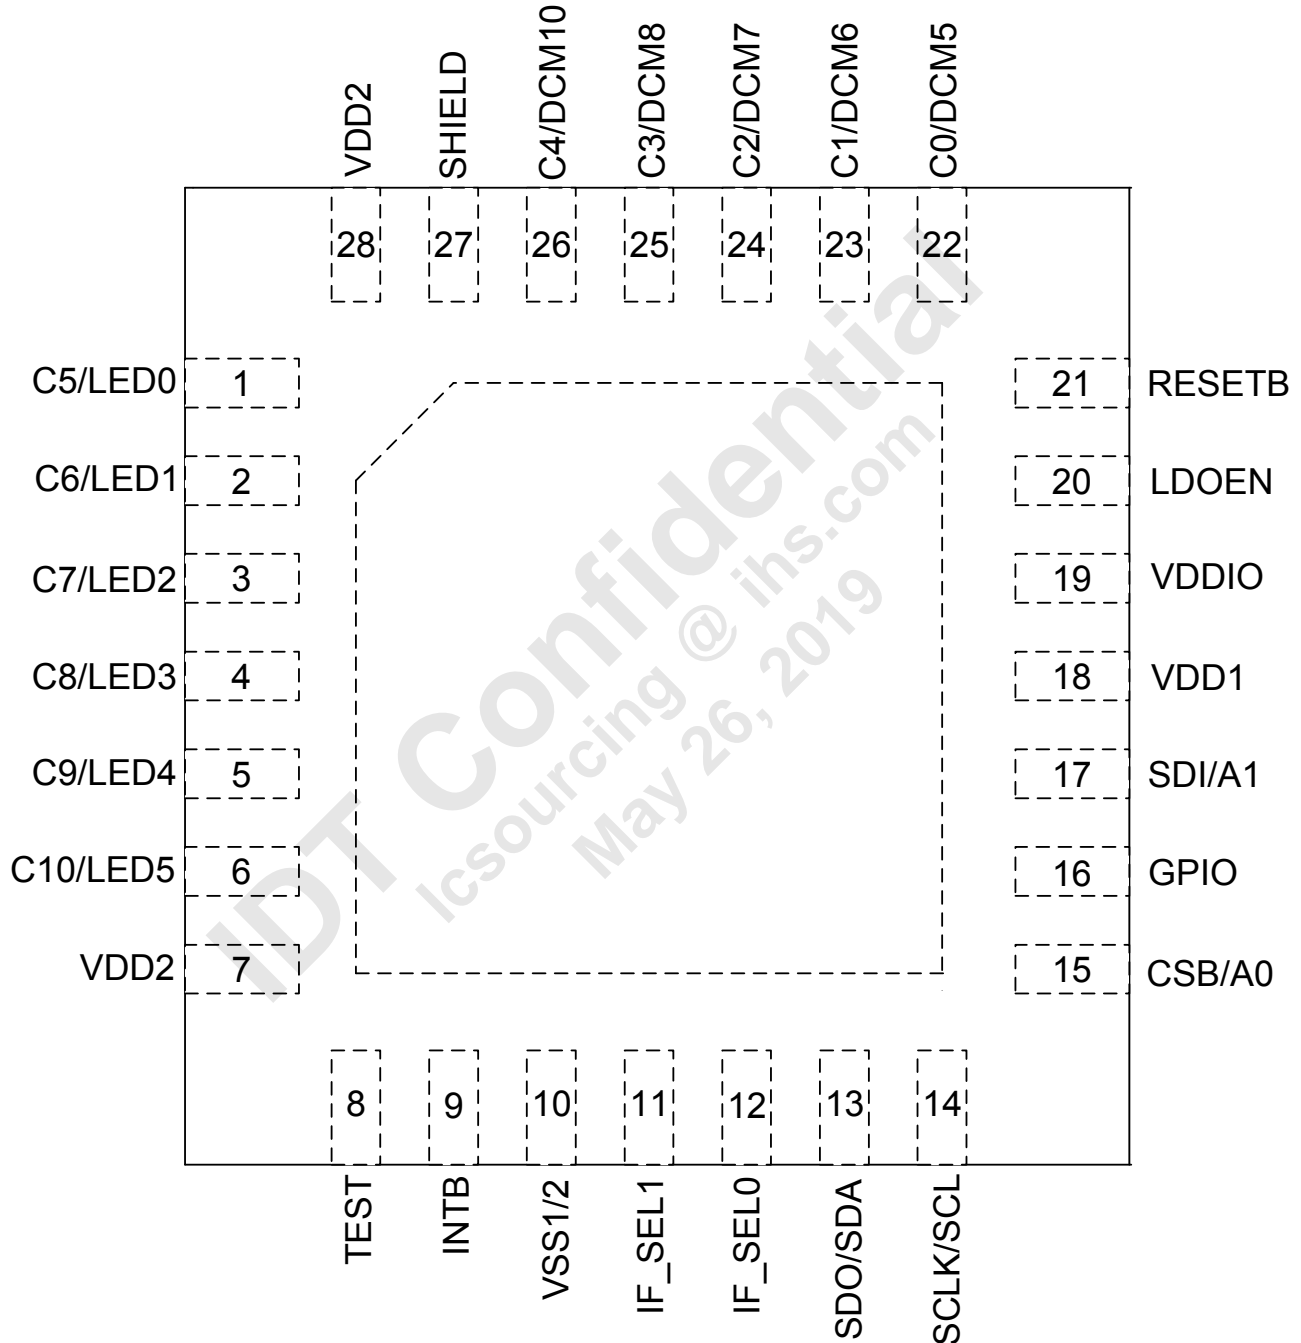 VDD2
SHIELD
C4/DCM10
C3/DCM8
C2/DCM7
C1/DCM6
C0/DCM5
28
27
26
25
24
23
22
C5/LED0 1
21 RESETB
C6/LED1 2
20 LDOEN
C7/LED2 3
19 VDDIO
C8/LED3 4
18 VDD1
C9/LED4 5
17 SDI/A1
C10/LED5 6
16 GPIO
VDD2 7
15 CSB/A0
8
9
10
11
12
13
14
TEST
INTB
VSS1/2
IF_SEL1
IF_SEL0
SDO/SDA
SCLK/SCL
IDT Confidential
Icsourcing @ ihs.com
May 26, 2019